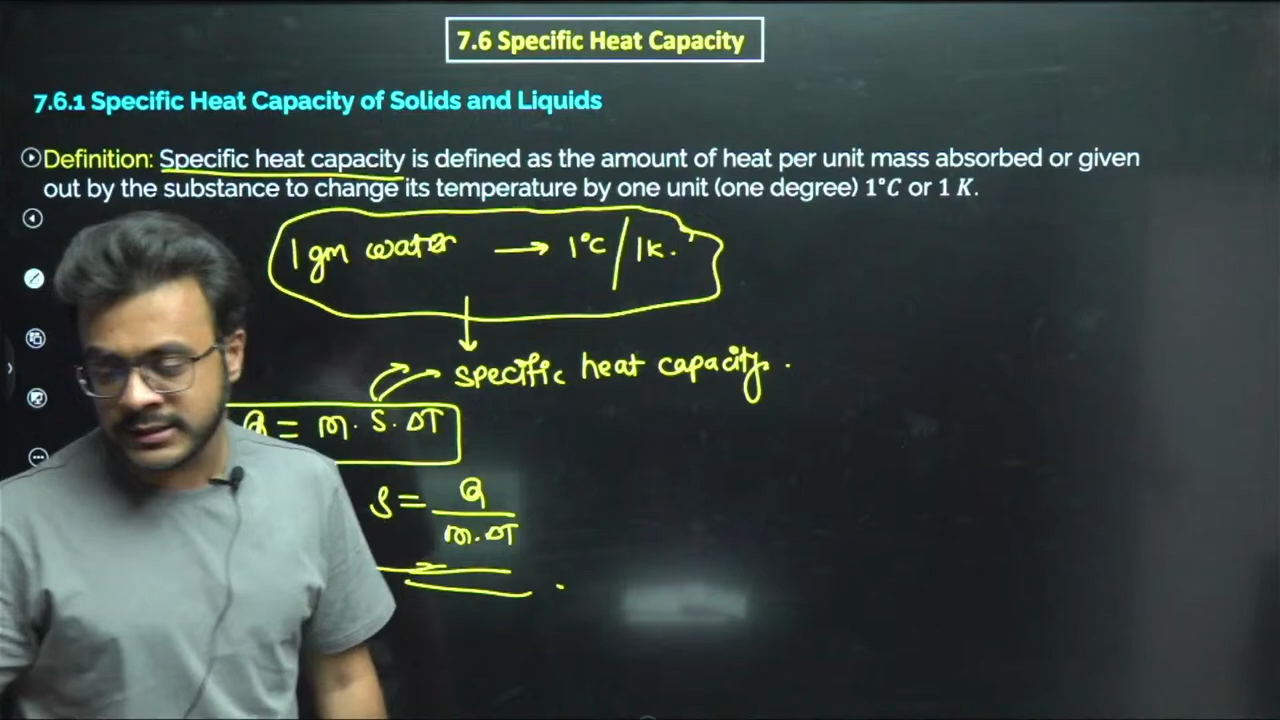 7.6 Specific Heat Capacity
7.6.1 Specific Heat Capacity of Solids and Liquids
Definition: Specific heat capacity is defined as the amount of heat per unit mass absorbed or given
out by the substance to change its temperature by one unit (one degree) 1°C or 1 K.
1 gm water → 1°C / 1K.
specific heat capacity.
Q = m. S. ΔT
S = Q
m. ΔT